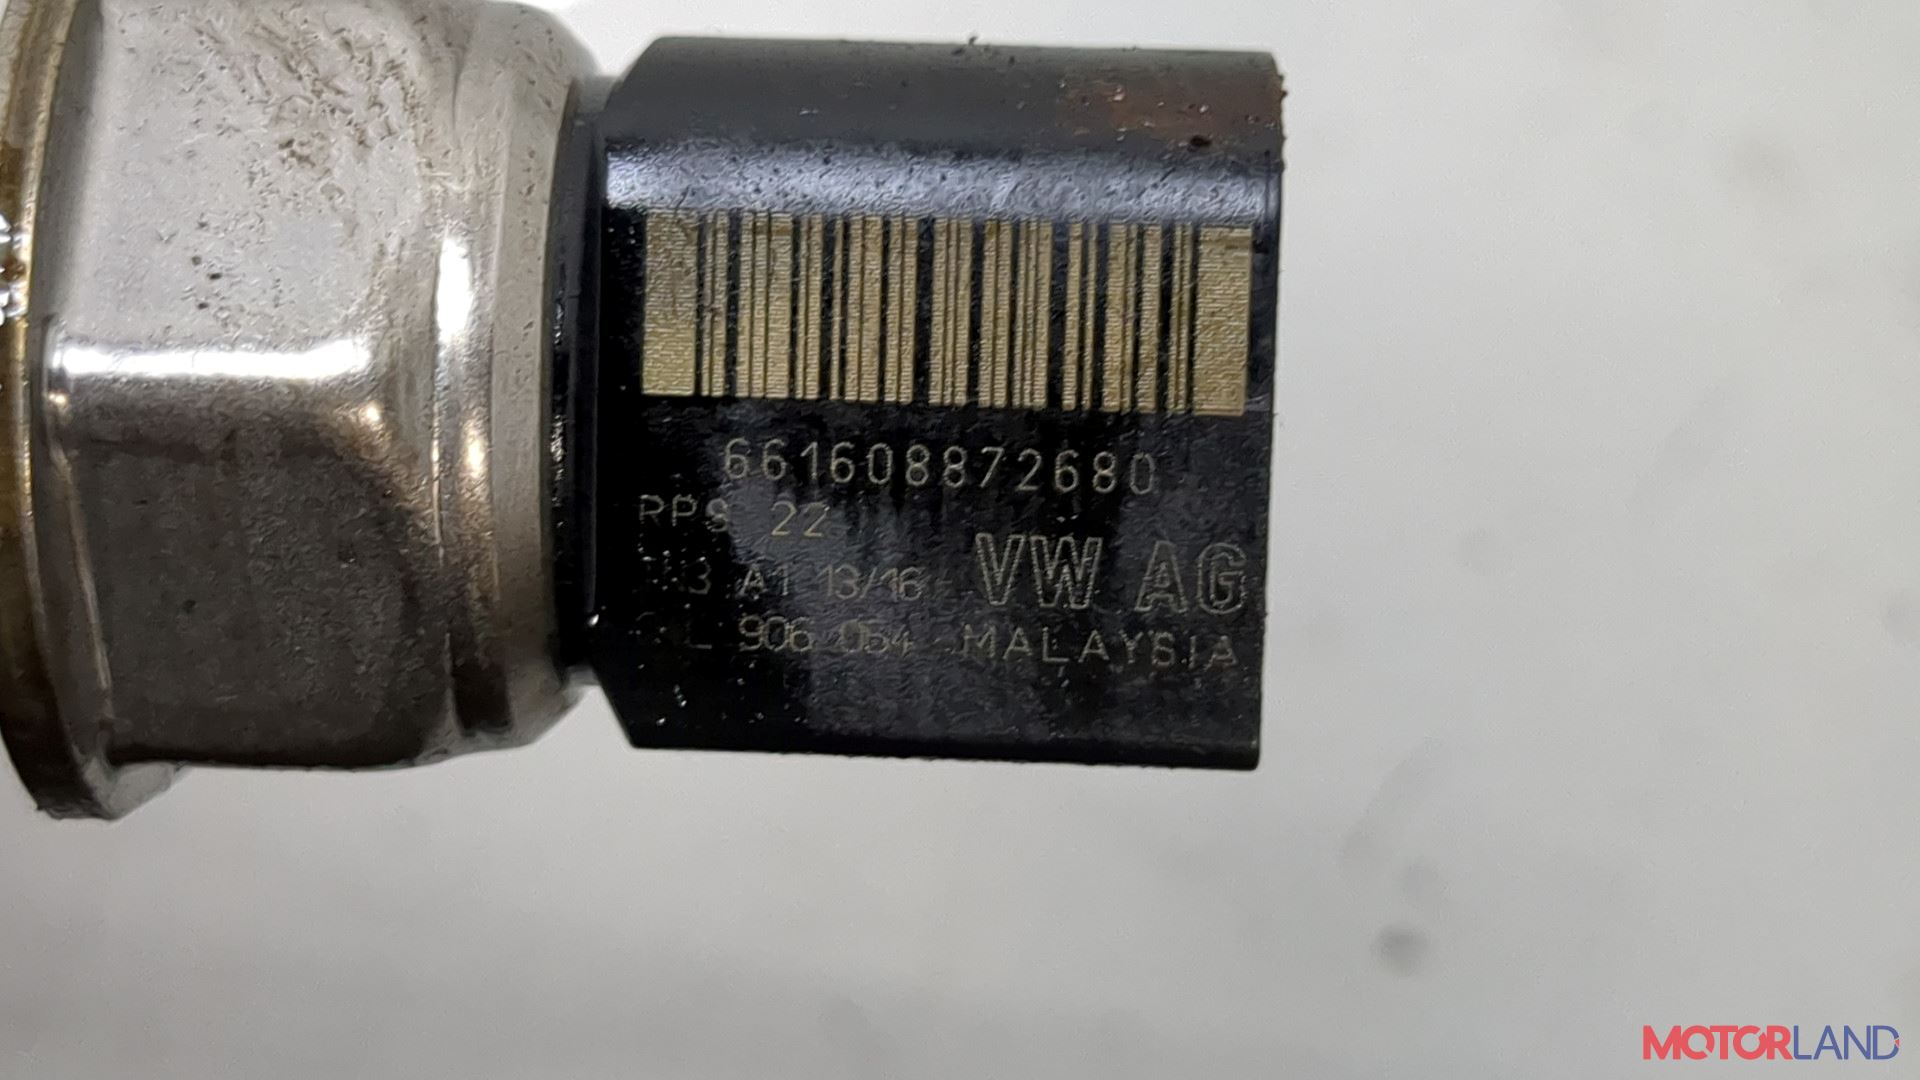 661608872680
RPS 22
A1 13/16 VW AG
906 054 MALAYSIA
MOTORLAND